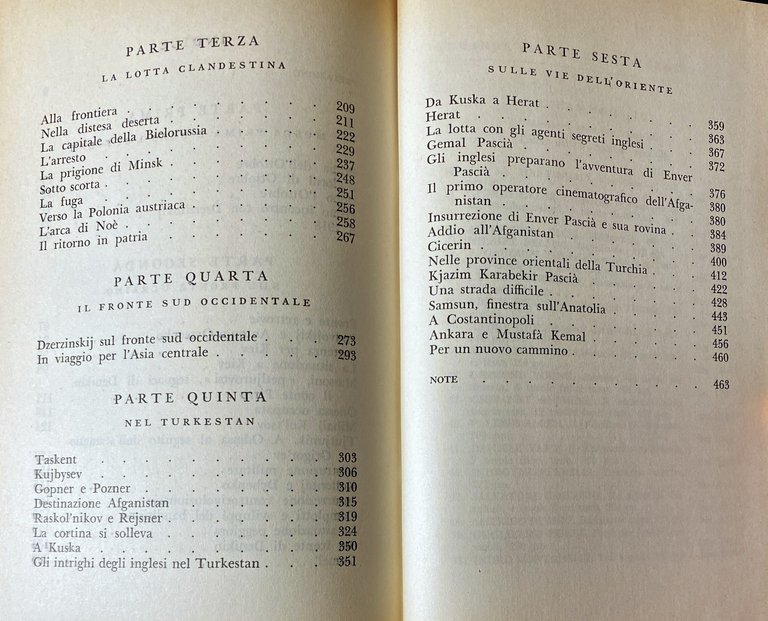 PARTE TERZA
LA LOTTA CLANDESTINA
Alla frontiera . . . . . . . . 209
Nella distesa deserta . . . . . . 211
La capitale della Bielorussia . . . . 222
L'arresto . . . . . . . . . 229
La prigione di Minsk . . . . . . 237
Sotto scorta . . . . . . . . 248
La fuga . . . . . . . . . 251
Verso la Polonia austriaca . . . . . 256
L'arca di Noè . . . . . . . . 258
Il ritorno in patria . . . . . . 267
PARTE QUARTA
IL FRONTE SUD OCCIDENTALE
Dzerzinskij sul fronte sud occidentale . . . 273
In viaggio per l'Asia centrale . . . . . 293
PARTE QUINTA
NEL TURKESTAN
Taskent . . . . . . . . . 303
Kujbysev . . . . . . . . . 306
Gopner e Pozner . . . . . . . 310
Destinazione Afganistan . . . . . . 315
Raskol'nikov e Rejsner . . . . . . 319
La cortina si solleva . . . . . . 324
A Kuska . . . . . . . . . 350
Gli intrighi degli inglesi nel Turkestan . . . 351
PARTE SESTA
SULLE VIE DELL'ORIENTE
Da Kuska a Herat . . . . . . . 359
Herat . . . . . . . . . . 363
La lotta con gli agenti segreti inglesi . . . 367
Gemal Pascià . . . . . . . . 372
Gli inglesi preparano l'avventura di Enver
Pascià . . . . . . . . . 376
Il primo operatore cinematografico dell'Afga-
nistan . . . . . . . . . 380
Insurrezione di Enver Pascià e sua rovina . . 384
Addio all'Afganistan . . . . . . 389
Cicerin . . . . . . . . . 400
Nelle province orientali della Turchia . . . 412
Kjazim Karabekir Pascià . . . . . . 422
Una strada difficile . . . . . . 428
Samsun, finestra sull'Anatolia . . . . . 443
A Costantinopoli . . . . . . . 451
Ankara e Mustafà Kemal . . . . . . 456
Per un nuovo cammino . . . . . . 460
NOTE . . . . . . . . . . 463